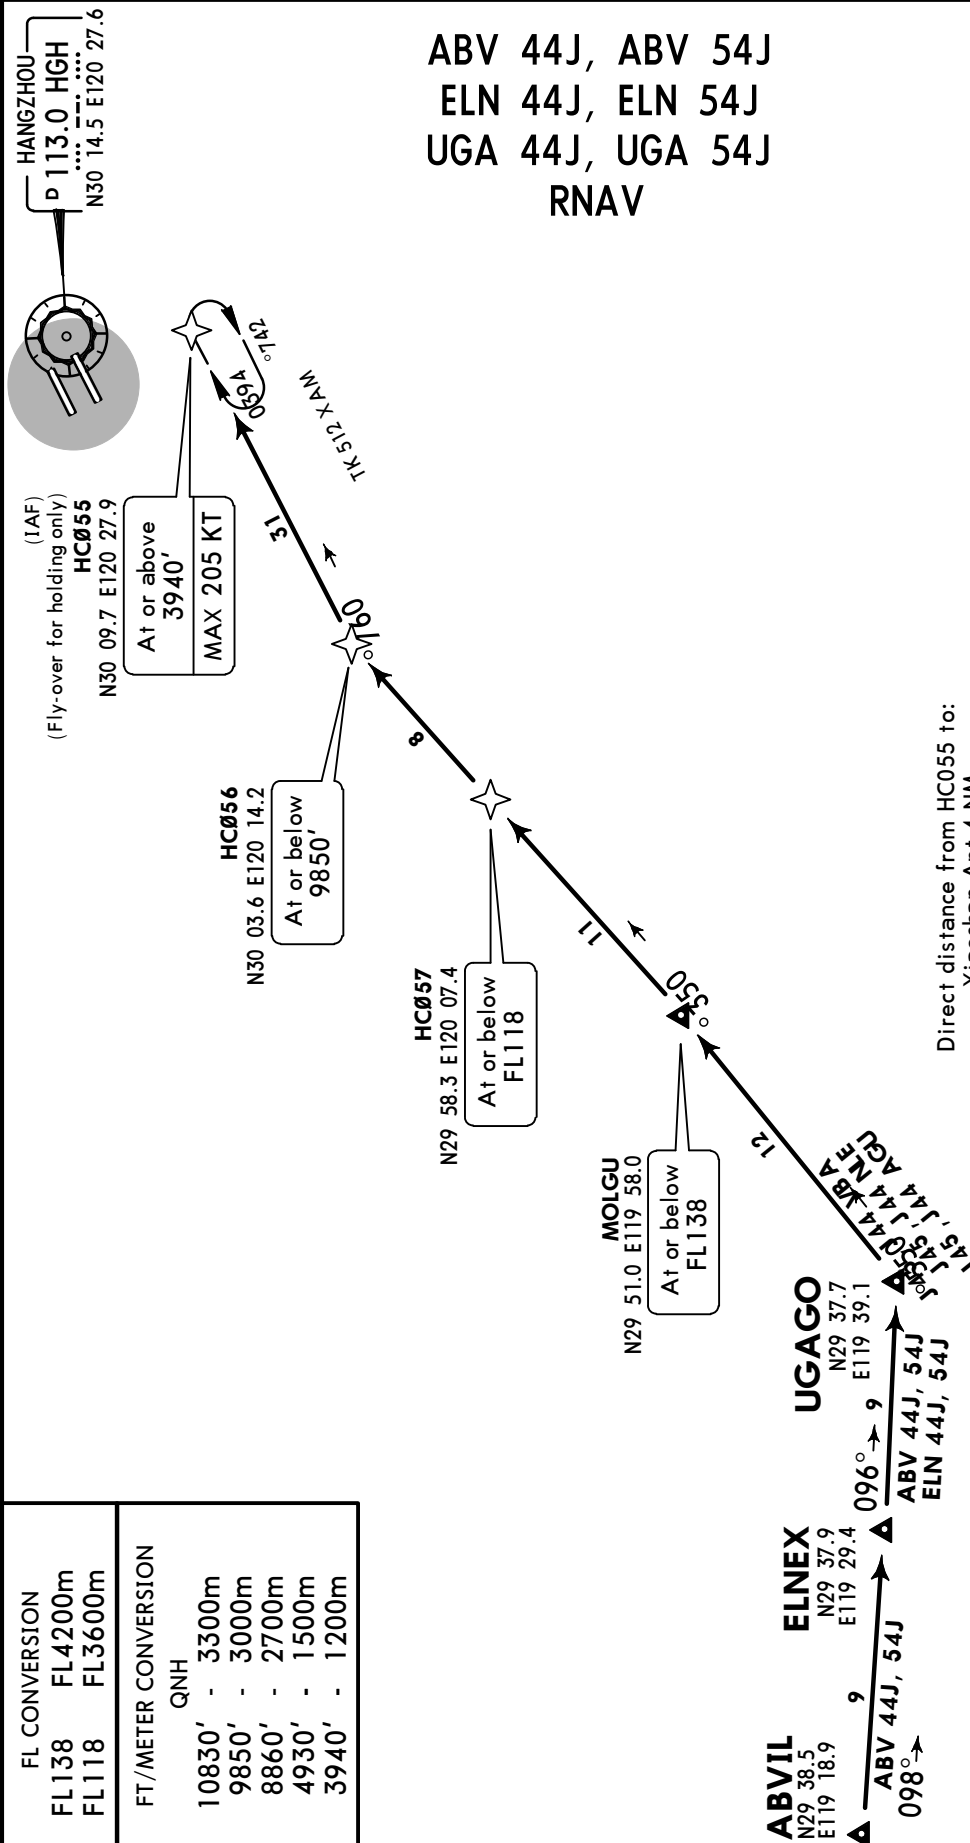 ABV 44J, ABV 54J
ELN 44J, ELN 54J
UGA 44J, UGA 54J
RNAV
HANGZHOU
D 113.0 HGH
N30 14.5 E120 27.6
(IAF)
(Fly-over for holding only)
HCØ55
N30 09.7 E120 27.9
At or above
3940'
MAX 205 KT
0394
°742
TK 512 XAM
31
°160
HCØ56
N30 03.6 E120 14.2
At or below
9850'
8
HCØ57
N29 58.3 E120 07.4
At or below
FL118
11
°350
MOLGU
N29 51.0 E119 58.0
At or below
FL138
12
Direct distance from HC055 to:
UGAGO
N29 37.7
E119 39.1
096°
9
ABV 44J, 54J
ELN 44J, 54J
ELNEX
N29 37.9
E119 29.4
9
ABV 44J, 54J
098°
ABVIL
N29 38.5
E119 18.9
FL CONVERSION
FL138 FL4200m
FL118 FL3600m
FT/METER CONVERSION
QNH
10830' - 3300m
9850' - 3000m
8860' - 2700m
4930' - 1500m
3940' - 1200m